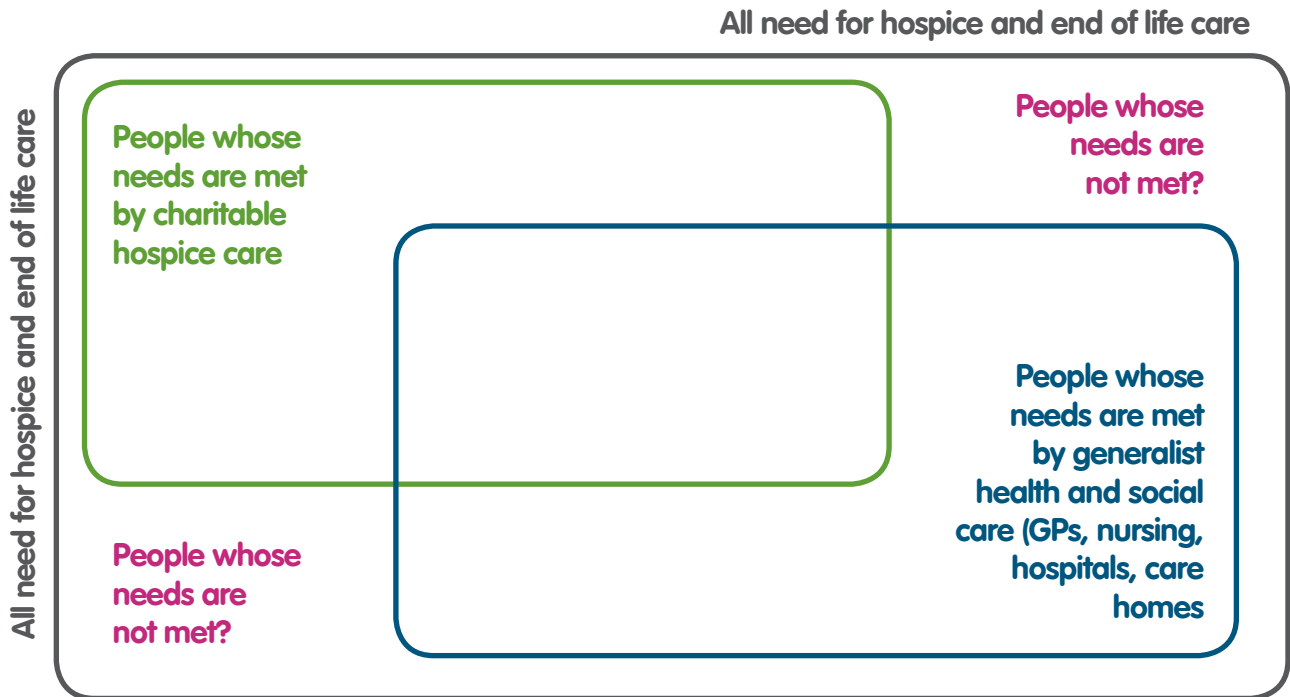 All need for hospice and end of life care
All need for hospice and end of life care
People whose
needs are met
by charitable
hospice care
People whose
needs are
not met?
People whose
needs are met
by generalist
health and social
care (GPs, nursing,
hospitals, care
homes
People whose
needs are
not met?